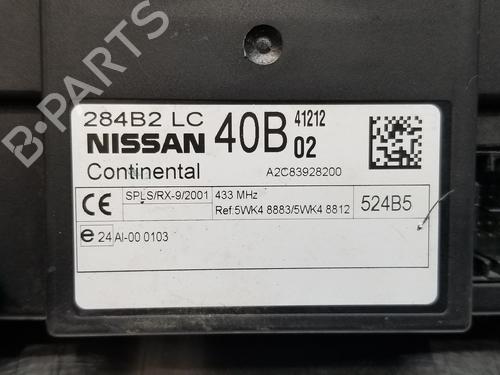 284B2 LC 40B 41212
NISSAN 02
Continental A2C83928200
CE SPLS/RX-9/2001 433 MHz 524B5
Ref:5WK4 8883/5WK4 8812
e 24 AI-00 0103
B-PARTS